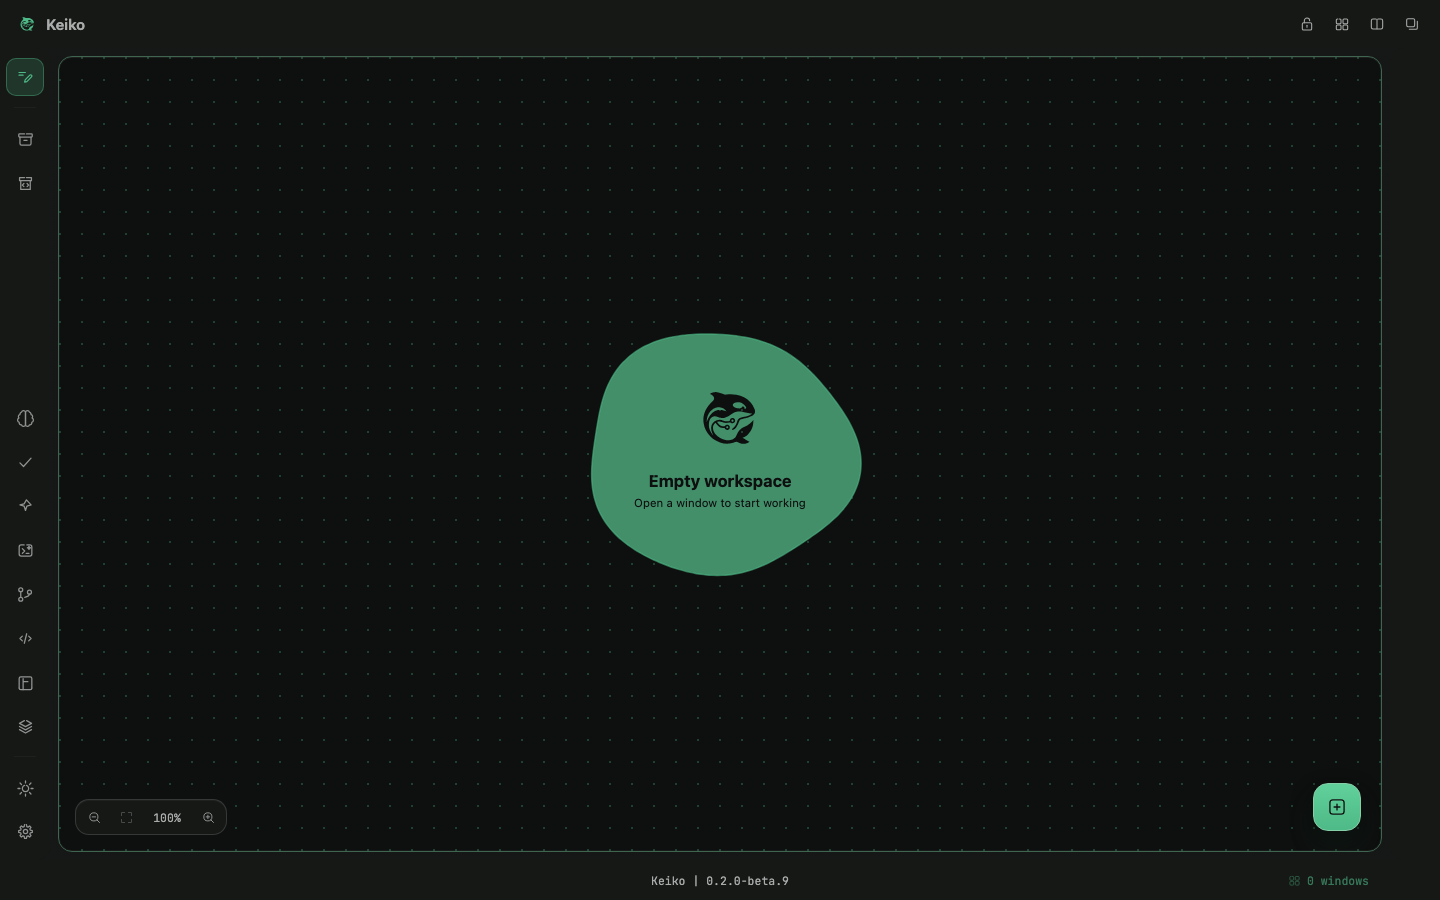 Keiko
Empty workspace
Open a window to start working
100%
Keiko | 0.2.0-beta.9
0 windows